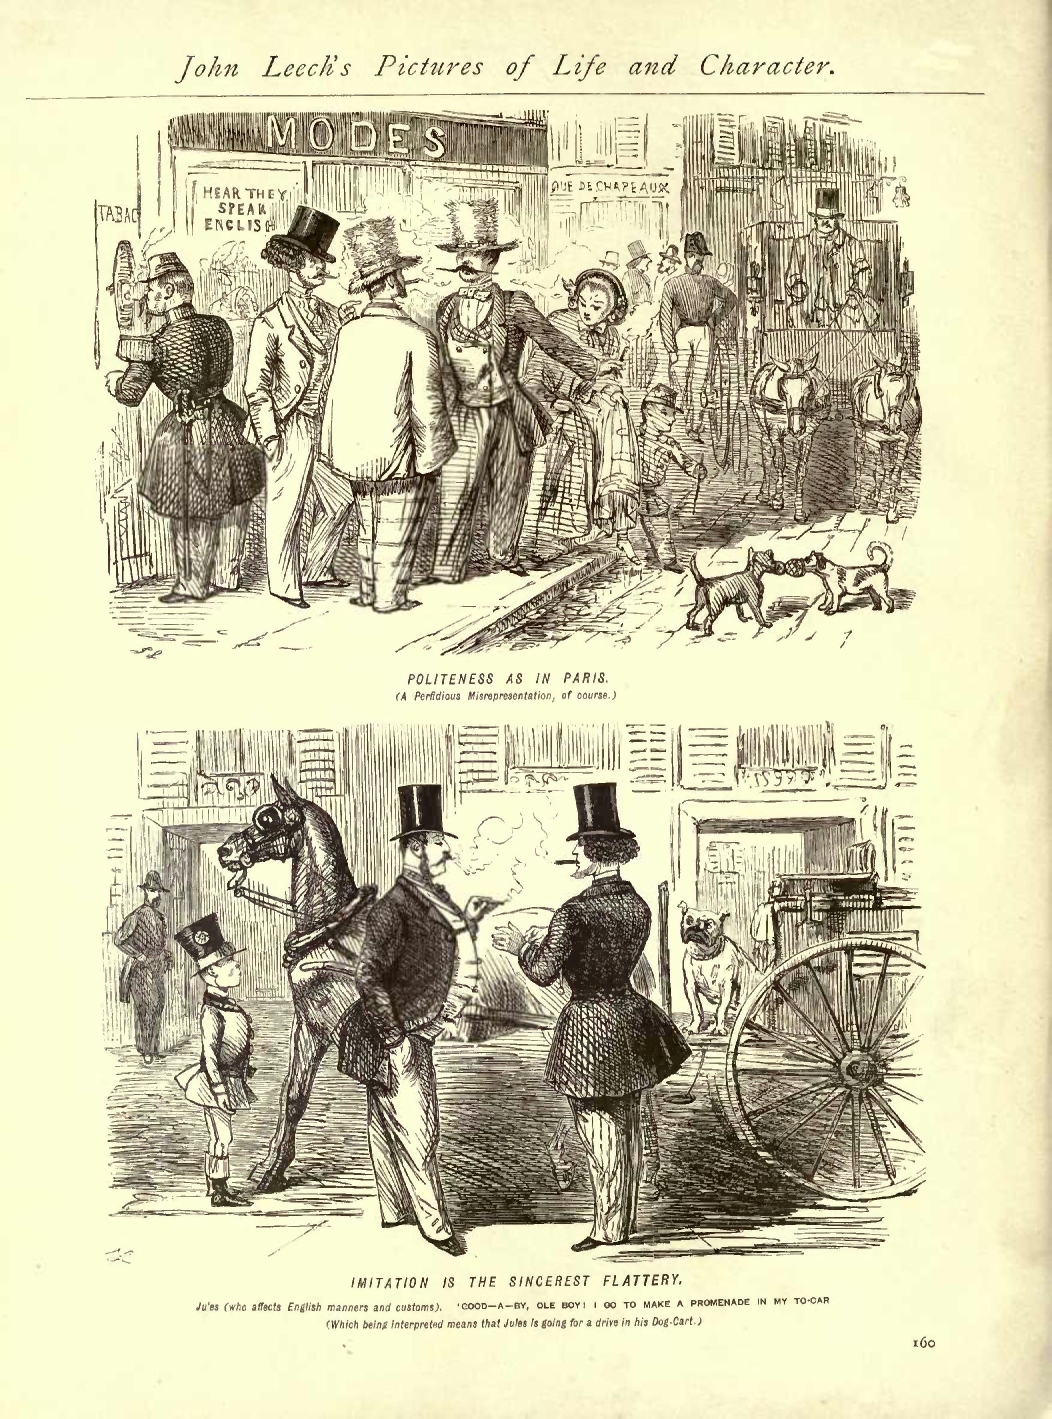 John Leech's Pictures of Life and Character.
MODES
HEAR THEY
SPEAK
ENGLISH
TABAC
RUE DE CHAPEAUX
POLITENESS AS IN PARIS.
(A Perfidious Misrepresentation, of course.)
IMITATION IS THE SINCEREST FLATTERY.
Jules (who affects English manners and customs). 'GOOD—A—BY, OLE BOY! I GO TO MAKE A PROMENADE IN MY TO-CAR
(Which being interpreted means that Jules is going for a drive in his Dog-Cart.)
160